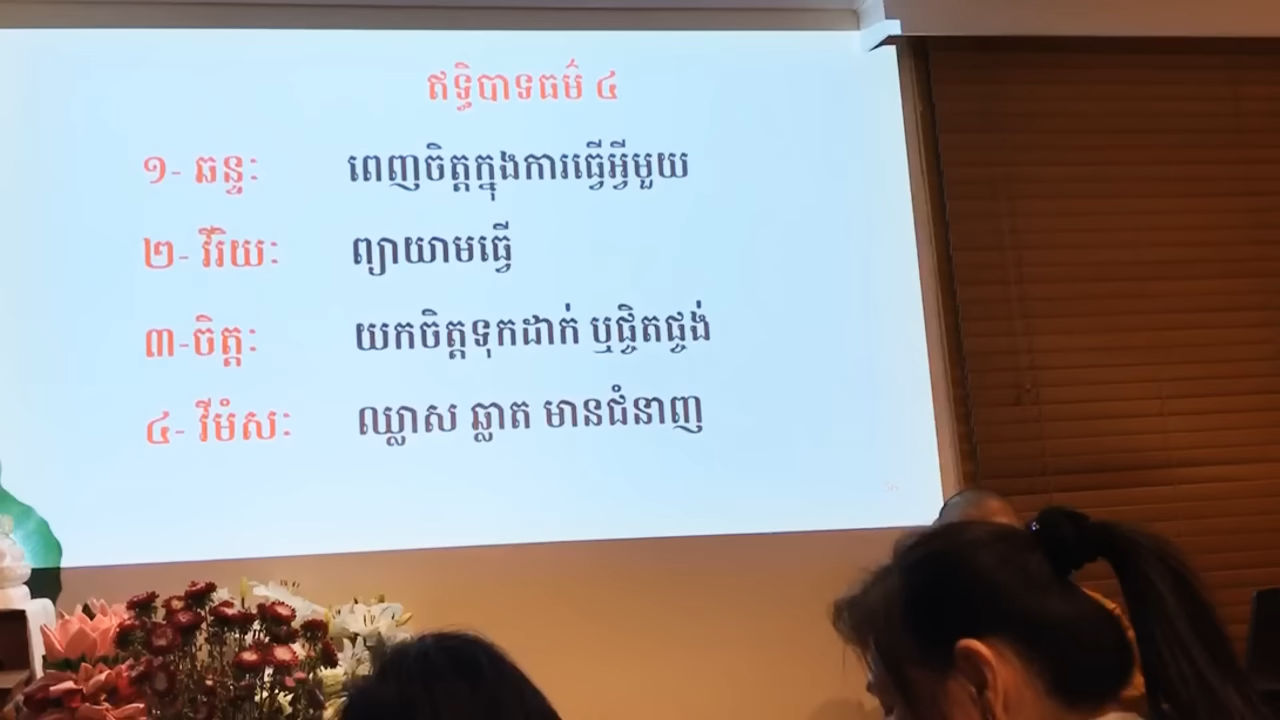 ឥទ្ធិបាទធម៌ ៤
១- ឆន្ទៈ ពេញចិត្តក្នុងការធ្វើអ្វីមួយ
២- វីរិយៈ ព្យាយាមធ្វើ
៣-ចិត្តៈ យកចិត្តទុកដាក់ ឬផ្ចិតផ្ចង់
៤- វីមំសៈ ឈ្លាស ឆ្លាត មានជំនាញ